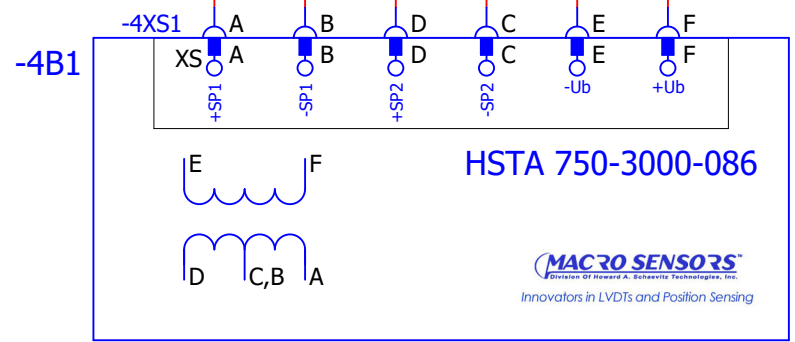 -4XS1 A B D C E F
XS A B D C E F
-4B1
+SP1 -SP1 +SP2 -SP2 -Ub +Ub
E F
HSTA 750-3000-086
D C,B A
MACRO SENSORS™
Division Of Howard A. Schaevitz Technologies, Inc.
Innovators in LVDTs and Position Sensing